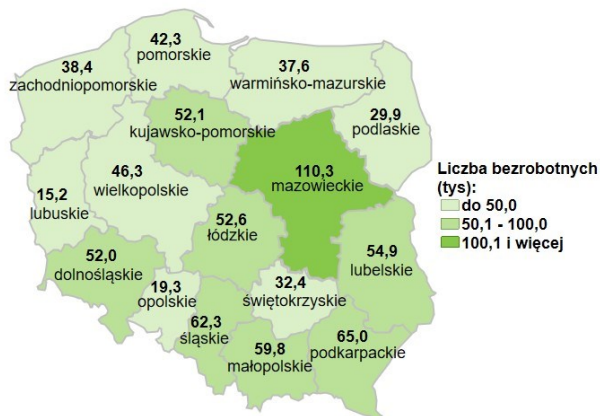 42,3
pomorskie
38,4
zachodniopomorskie
37,6
warmińsko-mazurskie
29,9
podlaskie
52,1
kujawsko-pomorskie
110,3
mazowieckie
46,3
wielkopolskie
15,2
lubuskie
52,6
łódzkie
52,0
dolnośląskie
54,9
lubelskie
19,3
opolskie
32,4
świętokrzyskie
62,3
śląskie
59,8
małopolskie
65,0
podkarpackie
Liczba bezrobotnych
(tys):
do 50,0
50,1 - 100,0
100,1 i więcej